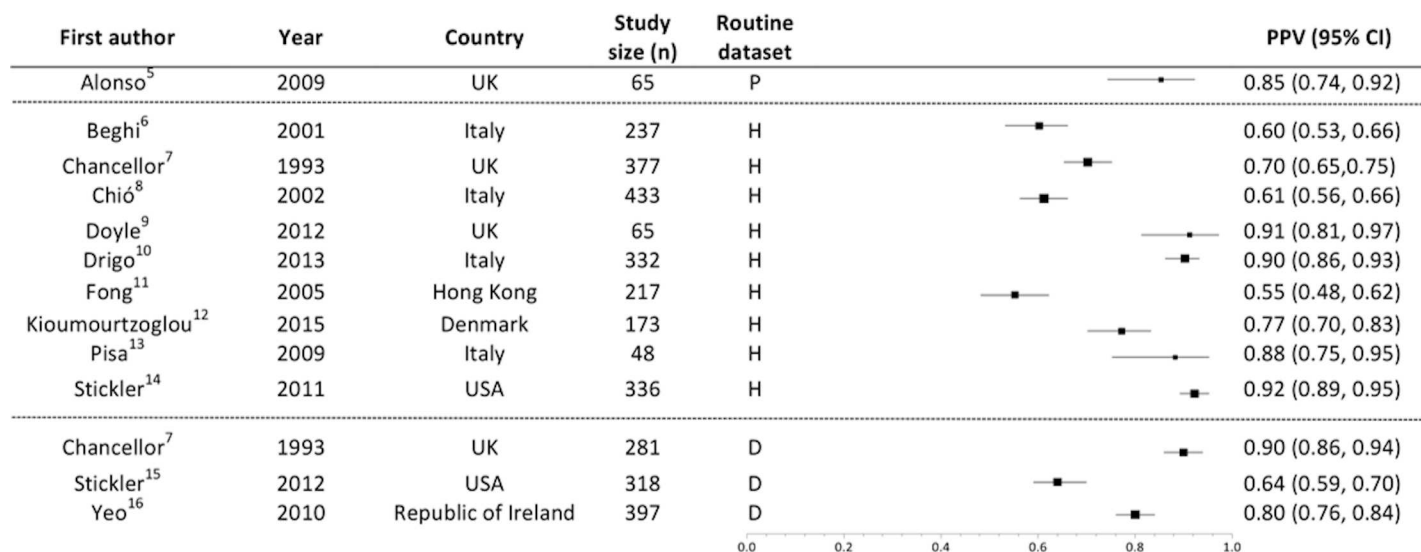 First author Year Country Study size (n) Routine dataset PPV (95% CI)
Alonso5 2009 UK 65 P 0.85 (0.74, 0.92)
Beghi6 2001 Italy 237 H 0.60 (0.53, 0.66)
Chancellor7 1993 UK 377 H 0.70 (0.65,0.75)
Chió8 2002 Italy 433 H 0.61 (0.56, 0.66)
Doyle9 2012 UK 65 H 0.91 (0.81, 0.97)
Drigo10 2013 Italy 332 H 0.90 (0.86, 0.93)
Fong11 2005 Hong Kong 217 H 0.55 (0.48, 0.62)
Kioumourtzoglou12 2015 Denmark 173 H 0.77 (0.70, 0.83)
Pisa13 2009 Italy 48 H 0.88 (0.75, 0.95)
Stickler14 2011 USA 336 H 0.92 (0.89, 0.95)
Chancellor7 1993 UK 281 D 0.90 (0.86, 0.94)
Stickler15 2012 USA 318 D 0.64 (0.59, 0.70)
Yeo16 2010 Republic of Ireland 397 D 0.80 (0.76, 0.84)
0.0 0.2 0.4 0.6 0.8 1.0